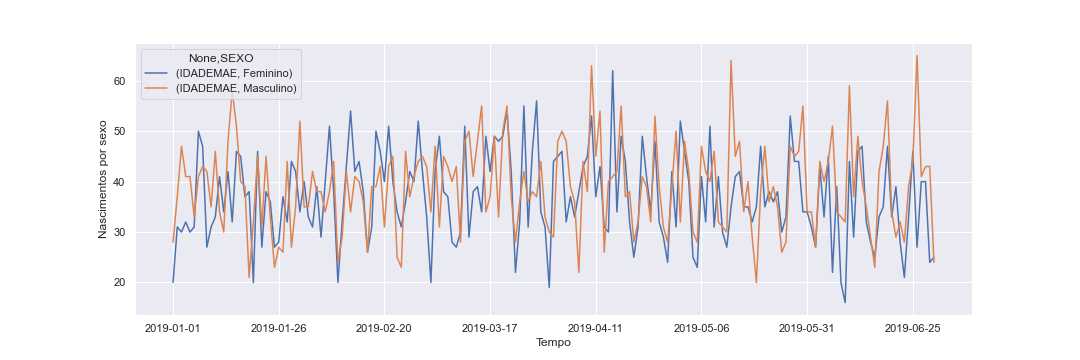 None,SEXO
(IDADEMAE, Feminino)
(IDADEMAE, Masculino)
Nascimentos por sexo
60
50
40
30
20
2019-01-01 2019-01-26 2019-02-20 2019-03-17 2019-04-11 2019-05-06 2019-05-31 2019-06-25
Tempo